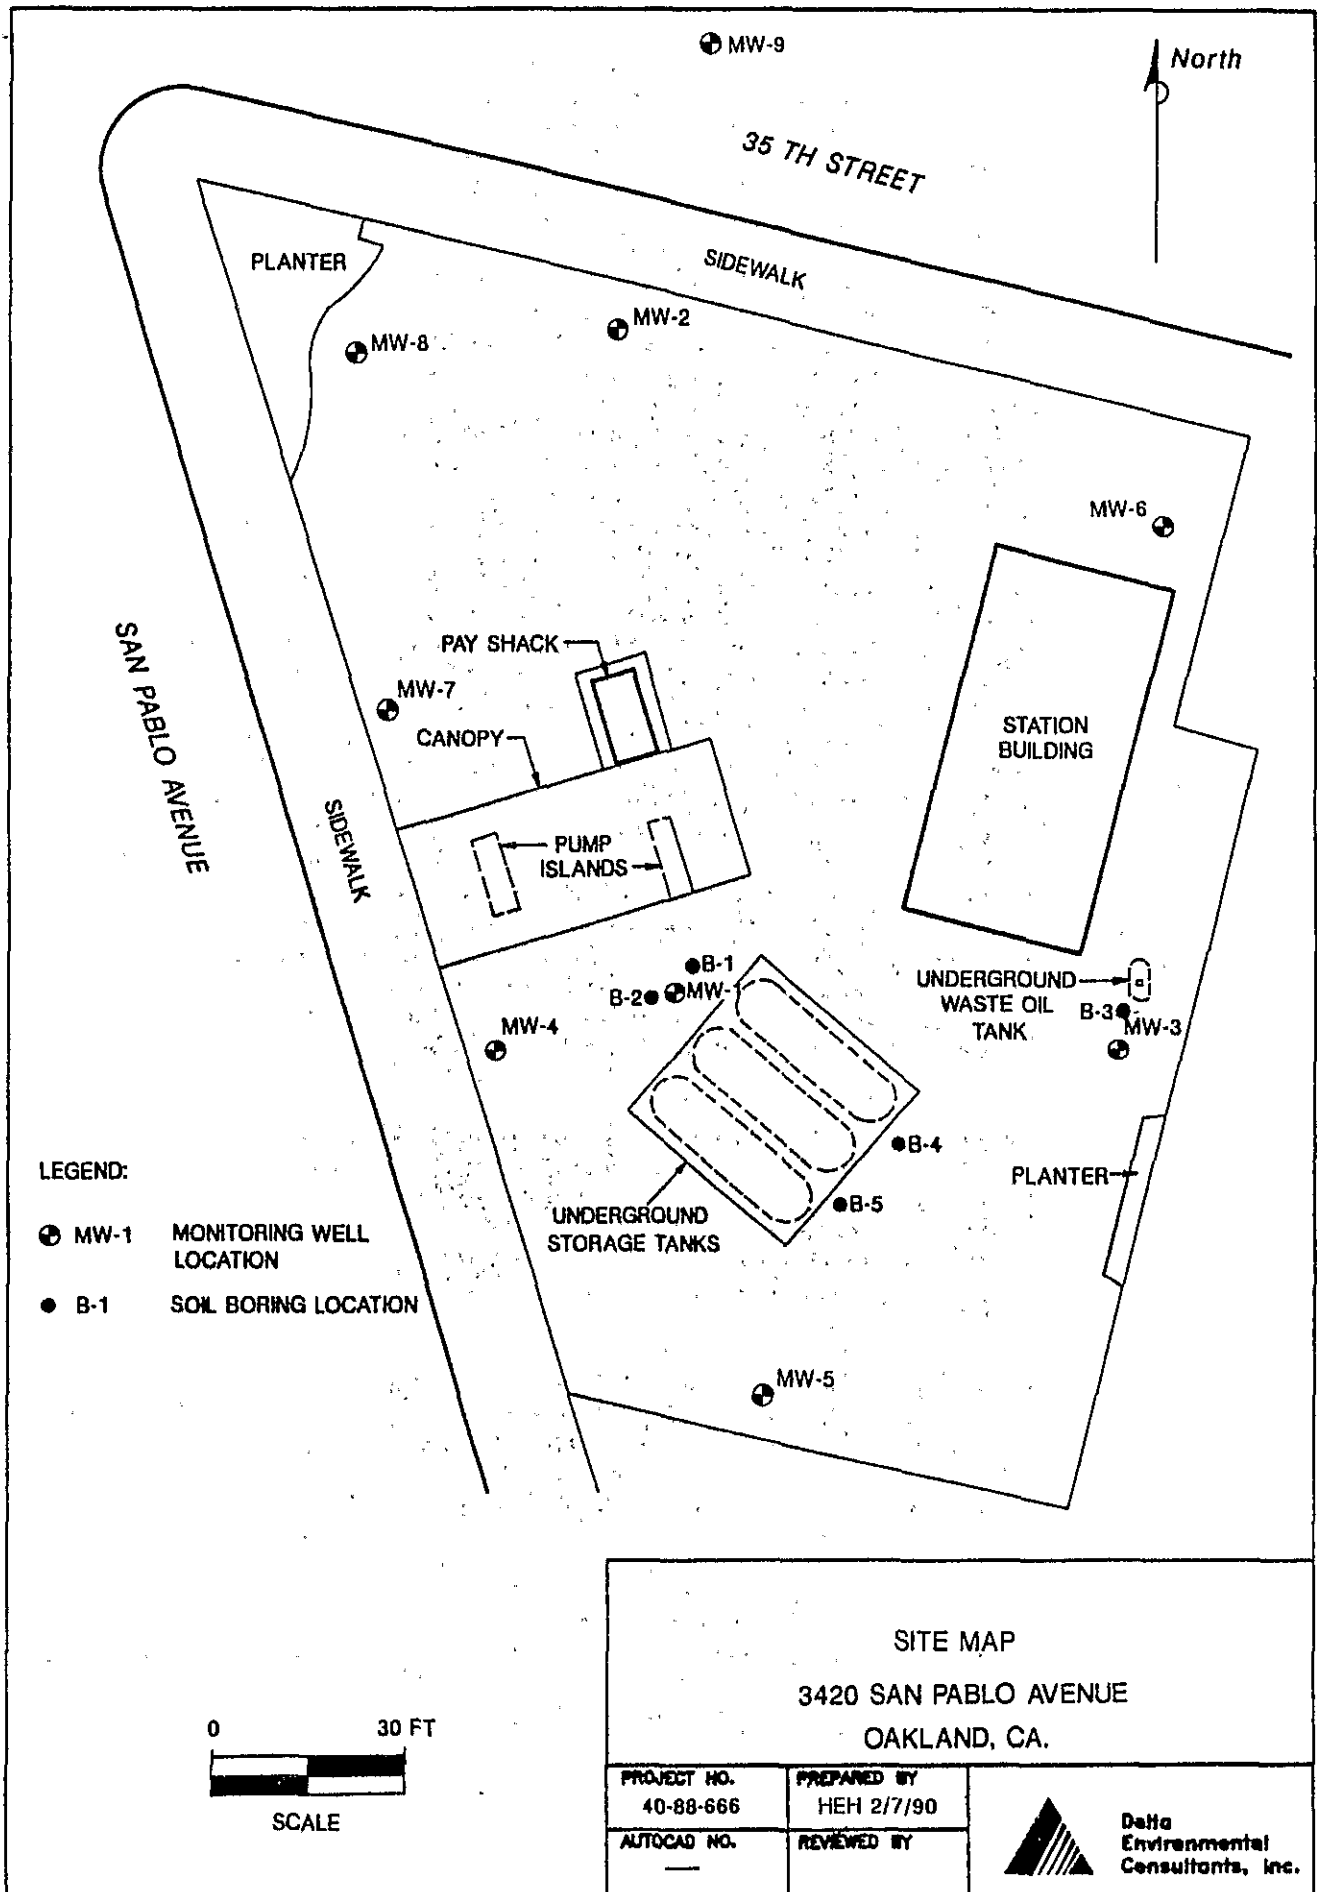 MW-9
North
35 TH STREET
SIDEWALK
PLANTER
MW-2
MW-8
MW-6
SAN PABLO AVENUE
PAY SHACK
MW-7
CANOPY
STATION
BUILDING
SIDEWALK
PUMP
ISLANDS
B-1
B-2
MW-1
UNDERGROUND
WASTE OIL
TANK
B-3
MW-3
MW-4
B-4
PLANTER
B-5
UNDERGROUND
STORAGE TANKS
LEGEND:
MW-1 MONITORING WELL
LOCATION
B-1 SOIL BORING LOCATION
MW-5
SITE MAP
3420 SAN PABLO AVENUE
OAKLAND, CA.
0 30 FT
SCALE
PROJECT NO.
40-88-666
PREPARED BY
HEH 2/7/90
AUTOCAD NO.
—
REVIEWED BY
Delta
Environmental
Consultants, Inc.